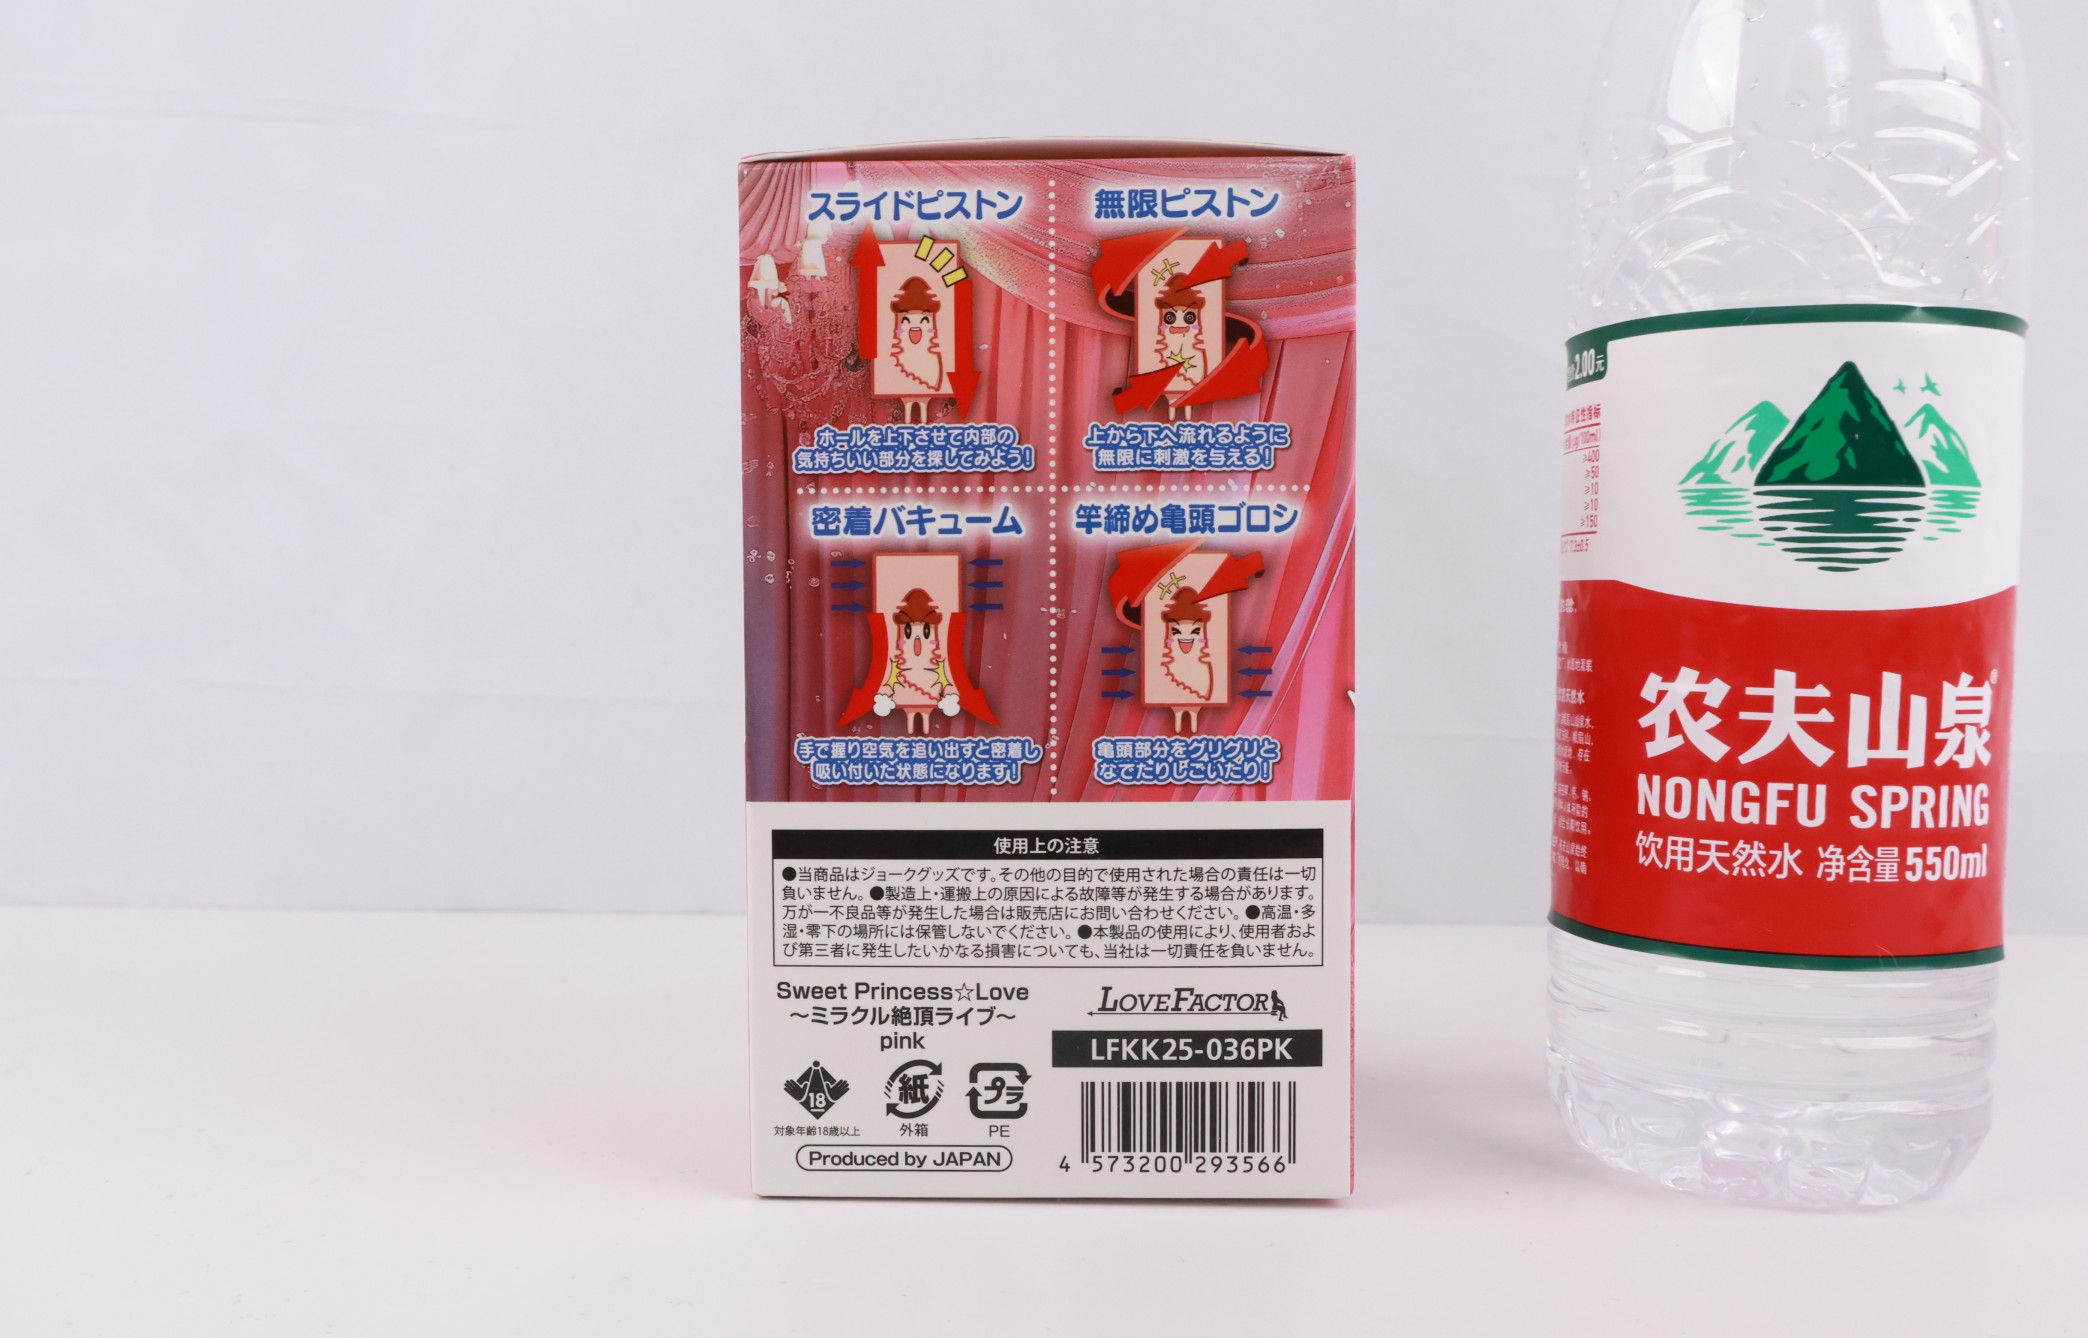 スライドピストン
ホールを上下させて内部の
気持ちいい部分を探してみよう!
無限ピストン
上から下へ流れるように
無限に刺激を与える!
密着バキューム
手で握り空気を追い出すと密着し
吸い付いた状態になります!
竿締め亀頭ゴロシ
亀頭部分をグリグリと
なでたりしごいたり!
使用上の注意
●当商品はジョークグッズです。その他の目的で使用された場合の責任は一切
負いません。●製造上・運搬上の原因による故障等が発生する場合があります。
万が一不良品等が発生した場合は販売店にお問い合わせください。●高温・多
湿・零下の場所には保管しないでください。●本製品の使用により、使用者およ
び第三者に発生したいかなる損害についても、当社は一切責任を負いません。
Sweet Princess☆Love
～ミラクル絶頂ライブ～
pink
18
対象年齢18歳以上
紙
外箱
プラ
PE
Produced by JAPAN
LOVEFACTOR
LFKK25-036PK
4 573200 293566
2.00元
≥400
≥50
≥10
≥10
≥150
农夫山泉®
NONGFU SPRING
饮用天然水 净含量550ml